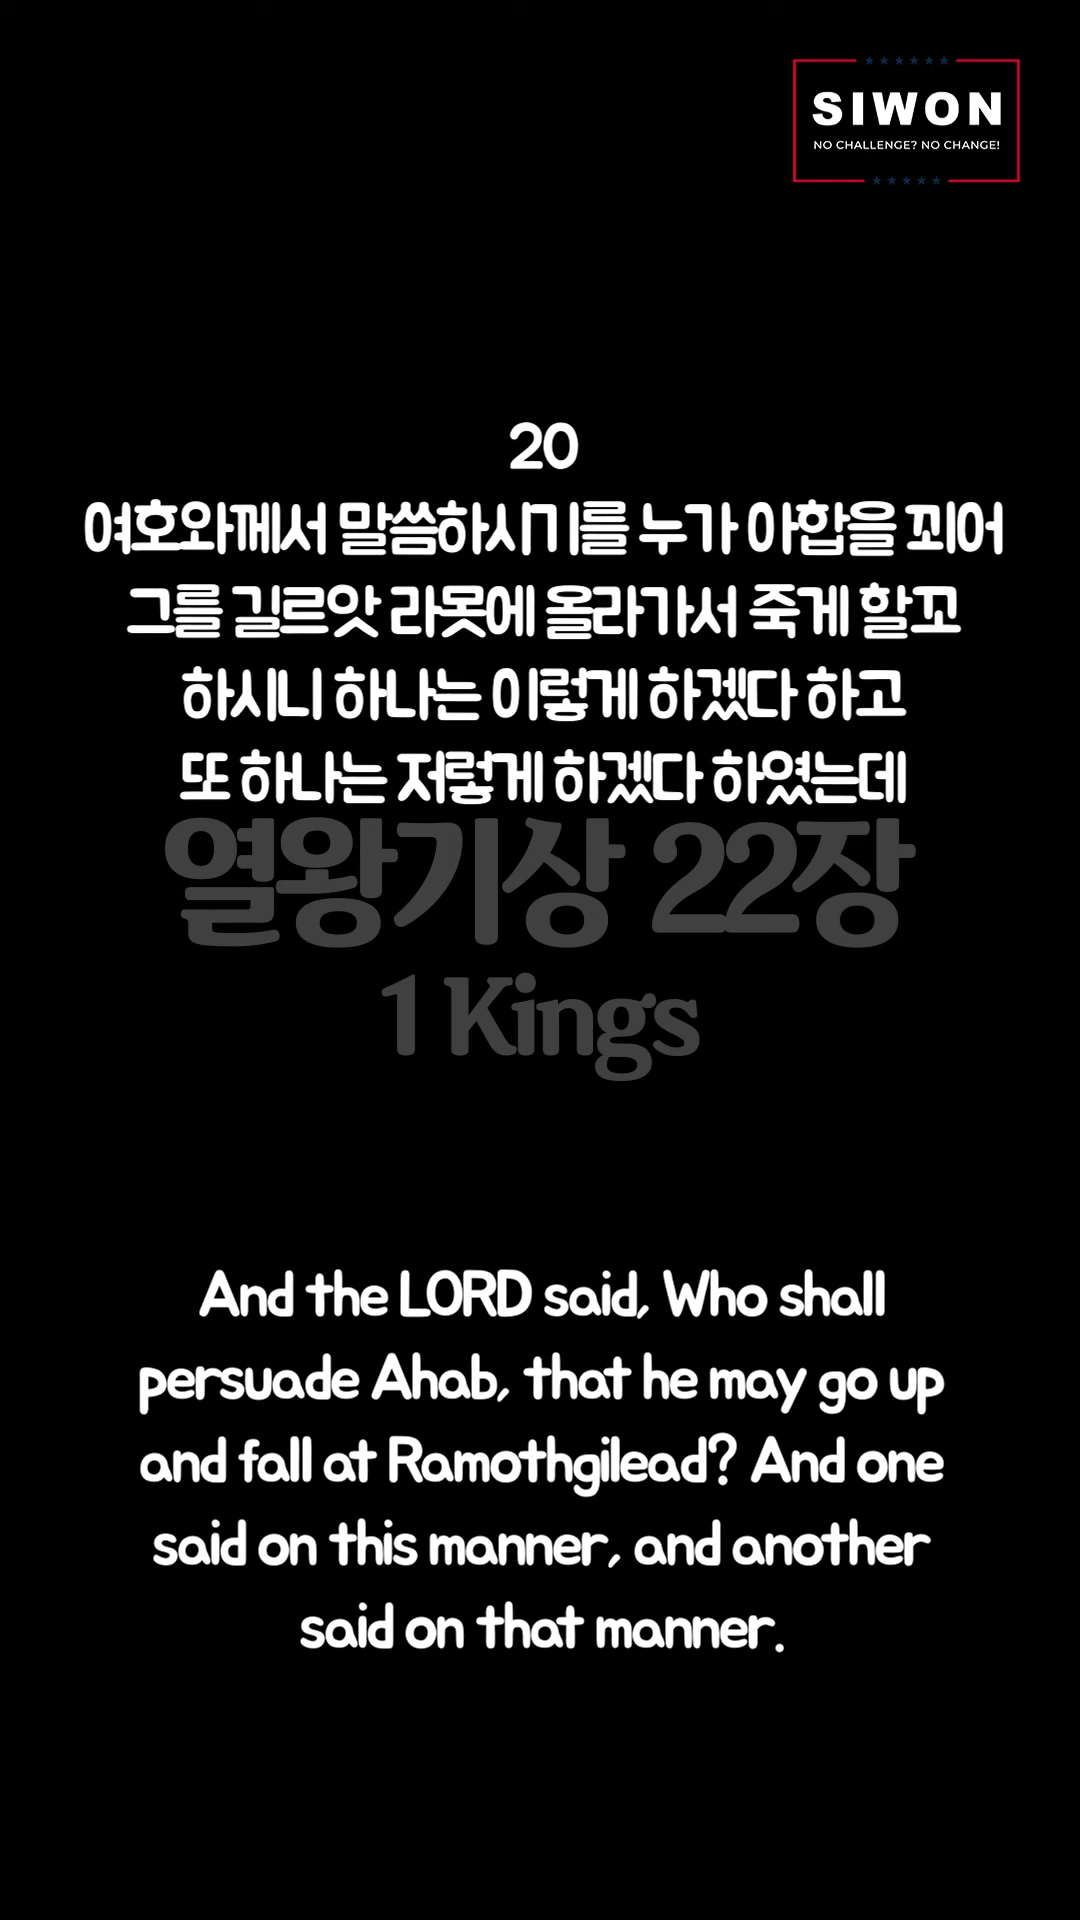 SIWON
NO CHALLENGE? NO CHANGE!
20
여호와께서 말씀하시기를 누가 아합을 꾀어
그를 길르앗 라못에 올라가서 죽게 할꼬
하시니 하나는 이렇게 하겠다 하고
또 하나는 저렇게 하겠다 하였는데
열왕기상 22장
1 Kings
And the LORD said, Who shall
persuade Ahab, that he may go up
and fall at Ramothgilead? And one
said on this manner, and another
said on that manner.